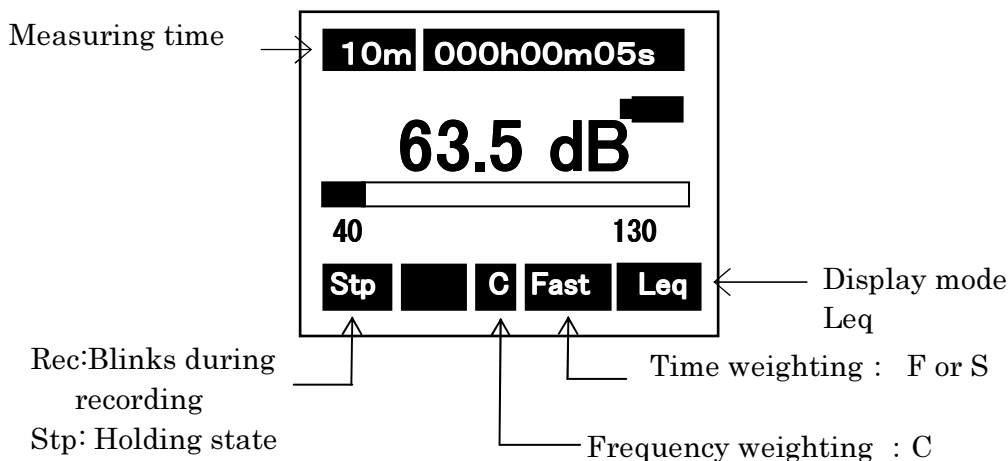 Measuring time
10m 000h00m05s
63.5 dB
40 130
Stp C Fast Leq
Display mode
Leq
Rec:Blinks during
recording
Stp: Holding state
Time weighting : F or S
Frequency weighting : C